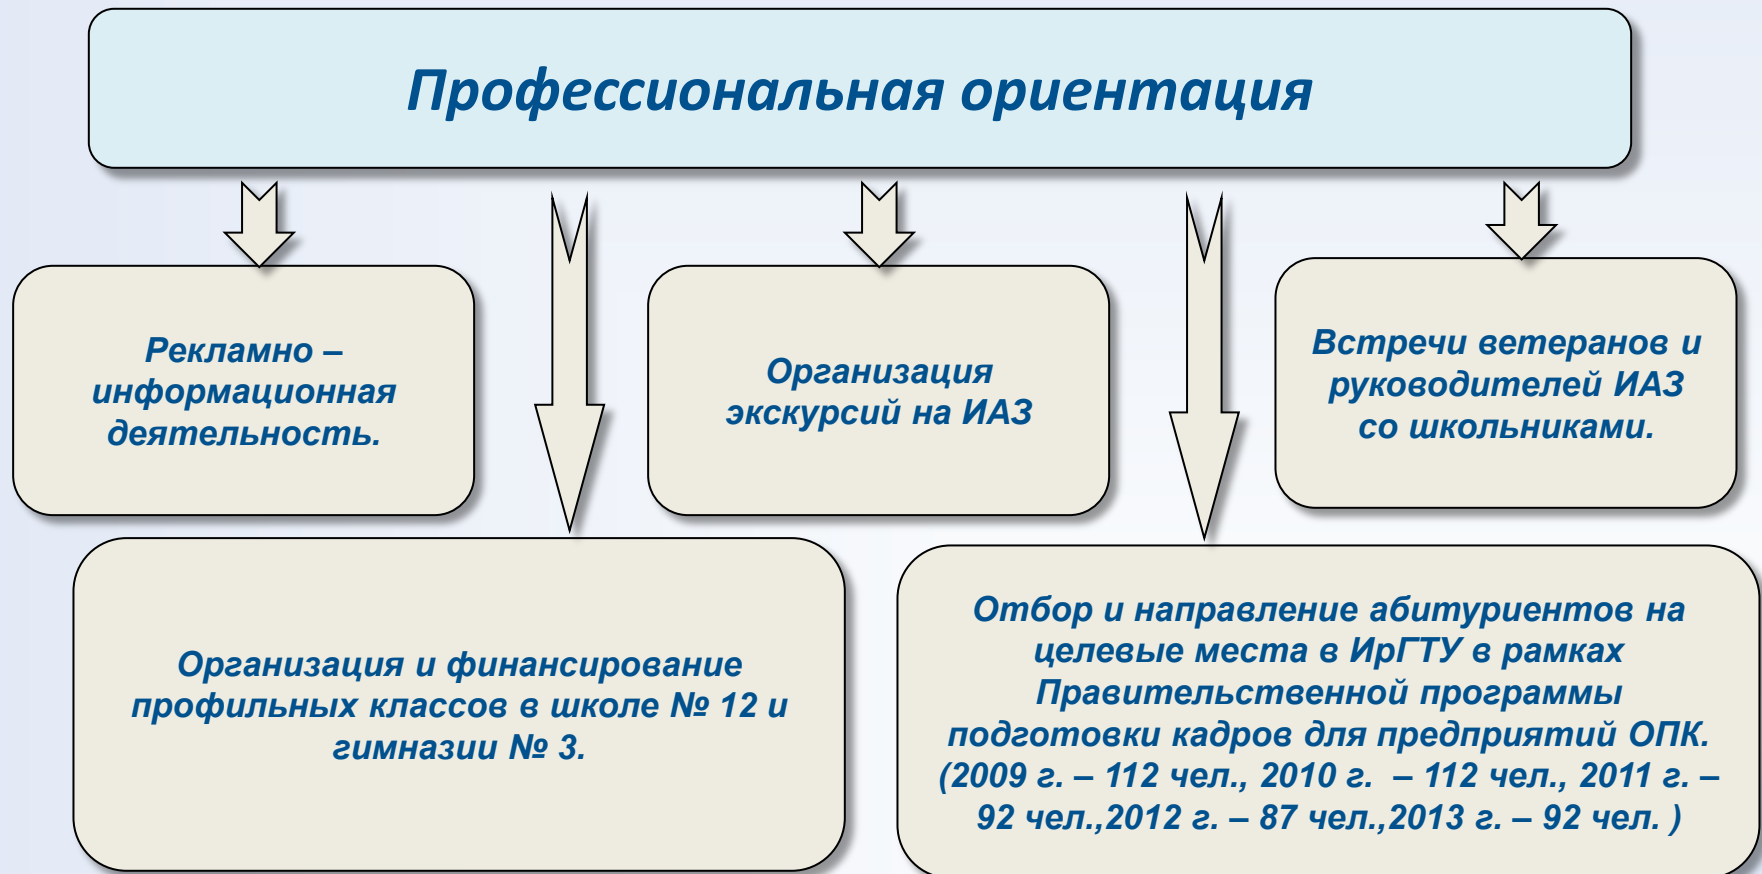 Профессиональная ориентация
Рекламно –
информационная
деятельность.
Организация
экскурсий на ИАЗ
Встречи ветеранов и
руководителей ИАЗ
со школьниками.
Организация и финансирование
профильных классов в школе № 12 и
гимназии № 3.
Отбор и направление абитуриентов на
целевые места в ИрГТУ в рамках
Правительственной программы
подготовки кадров для предприятий ОПК.
(2009 г. – 112 чел., 2010 г. – 112 чел., 2011 г. –
92 чел.,2012 г. – 87 чел.,2013 г. – 92 чел. )